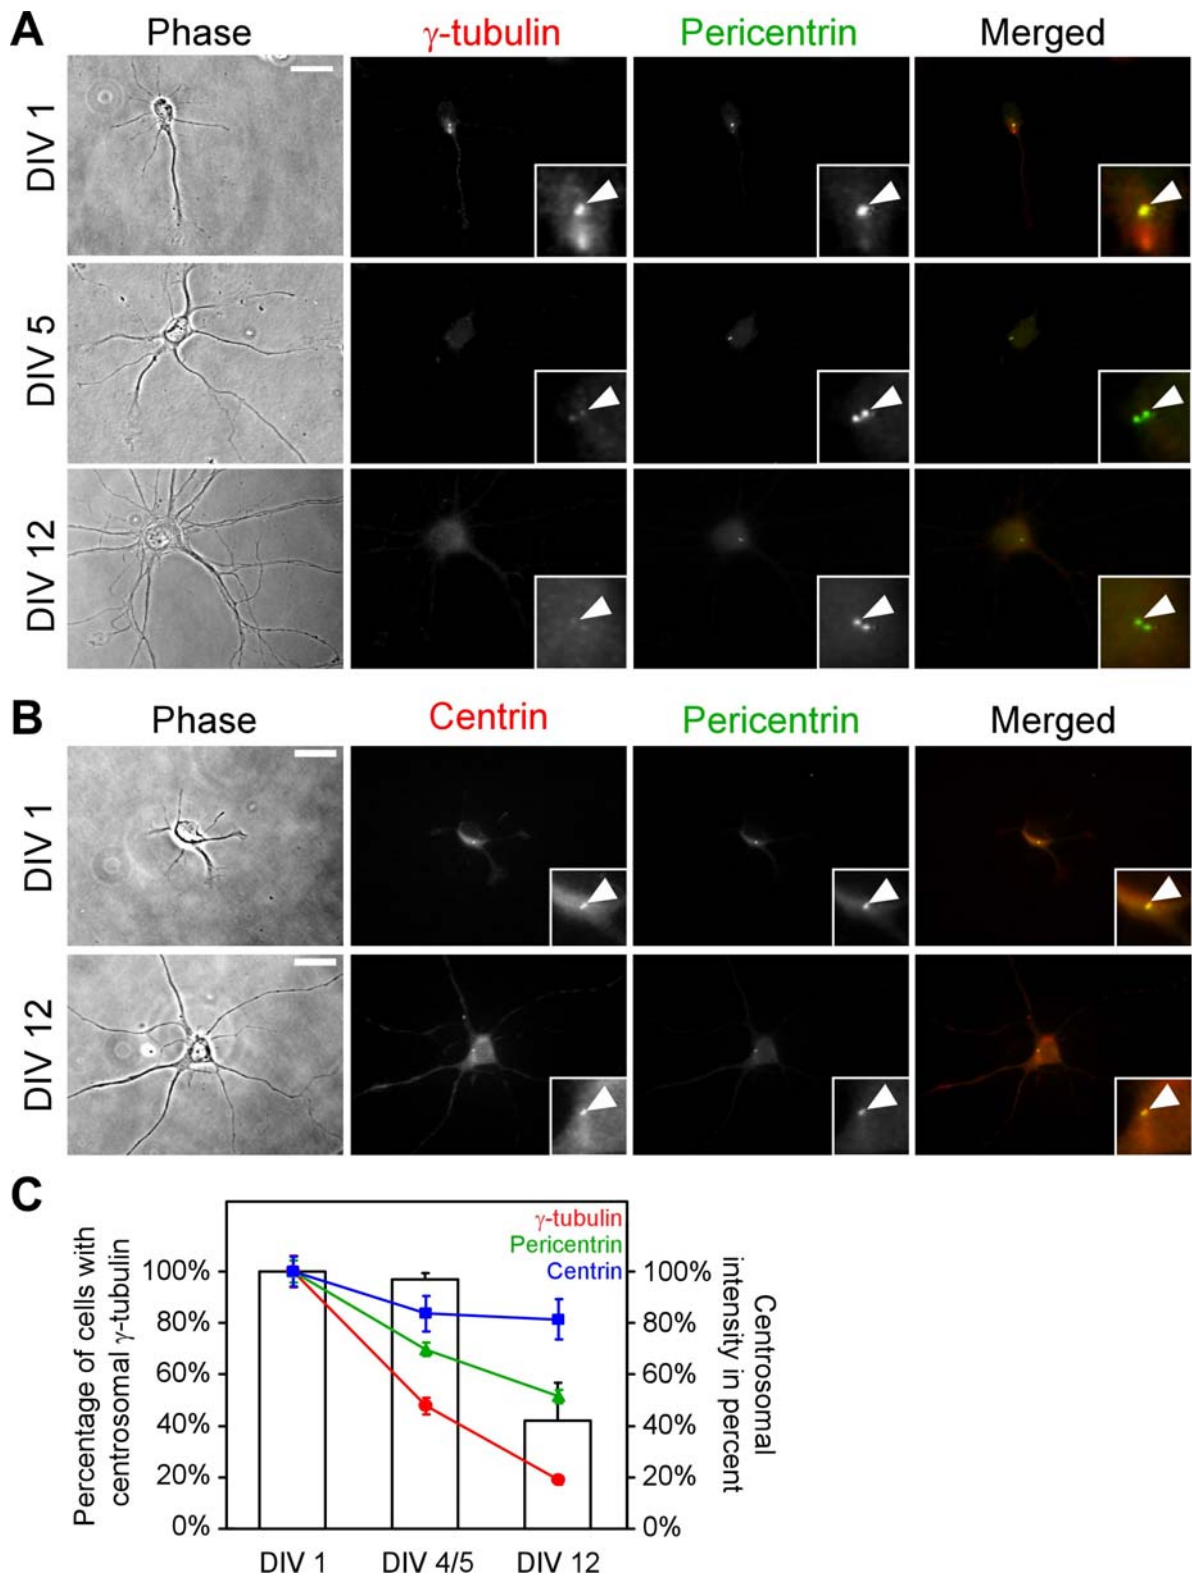 A
Phase
γ-tubulin
Pericentrin
Merged
DIV 1
DIV 5
DIV 12
B
Phase
Centrin
Pericentrin
Merged
DIV 1
DIV 12
C
Percentage of cells with
centrosomal γ-tubulin
100%
80%
60%
40%
20%
0%
γ-tubulin
Pericentrin
Centrin
100%
80%
60%
40%
20%
0%
Centrosomal
intensity in percent
DIV 1
DIV 4/5
DIV 12